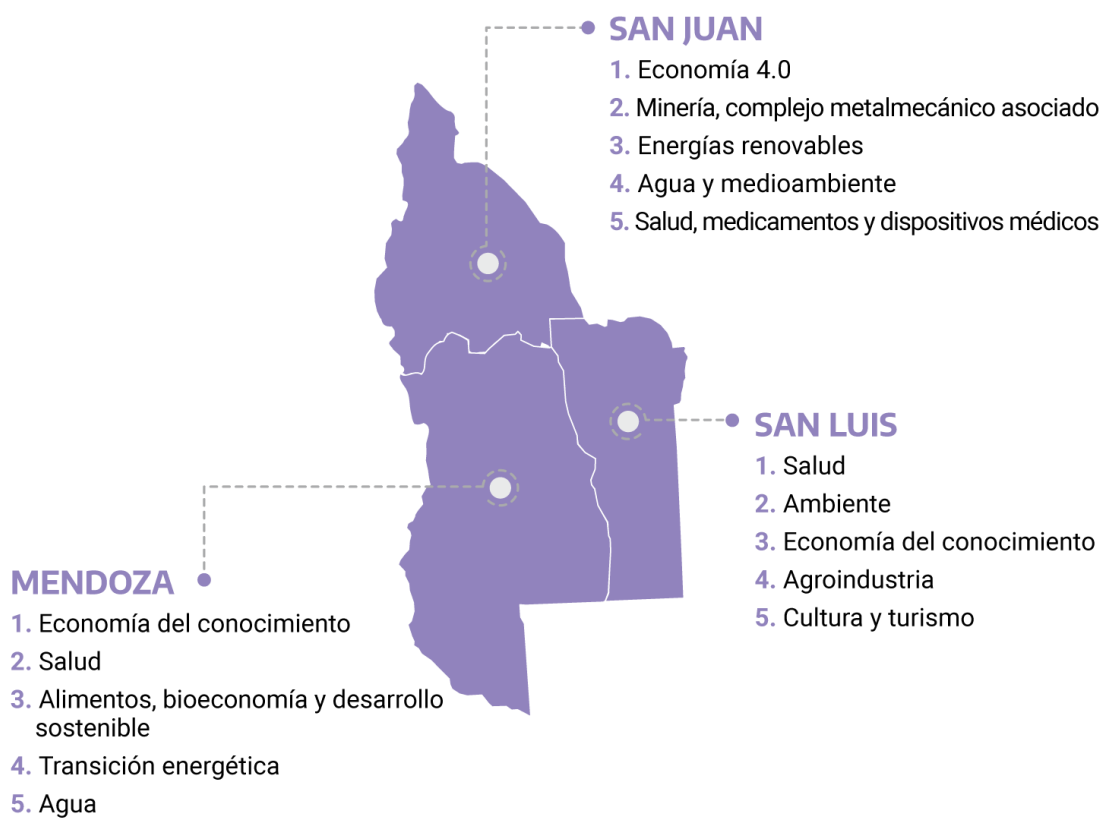 SAN JUAN
1. Economía 4.0
2. Minería, complejo metalmecánico asociado
3. Energías renovables
4. Agua y medioambiente
5. Salud, medicamentos y dispositivos médicos
SAN LUIS
1. Salud
2. Ambiente
3. Economía del conocimiento
4. Agroindustria
5. Cultura y turismo
MENDOZA
1. Economía del conocimiento
2. Salud
3. Alimentos, bioeconomía y desarrollo
sostenible
4. Transición energética
5. Agua